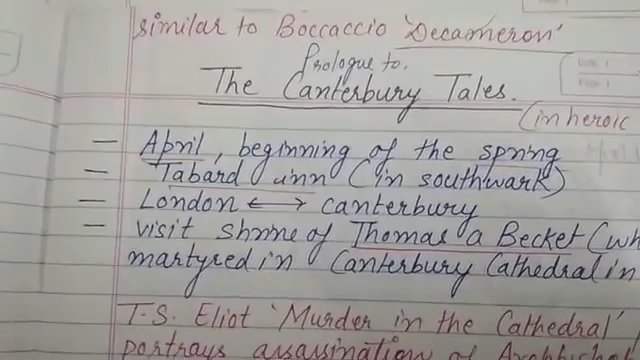 similar to Boccaccio 'Decameron'
Prologue to.
The Canterbury Tales.
(in heroic
— April, beginning of the spring
— Tabard inn (in southwark)
— London ⟷ canterbury
— visit shrine of Thomas a Becket (wh
martyred in Canterbury Cathedral in
T.S. Eliot 'Murder in the Cathedral'
portrays assassination of Archbish